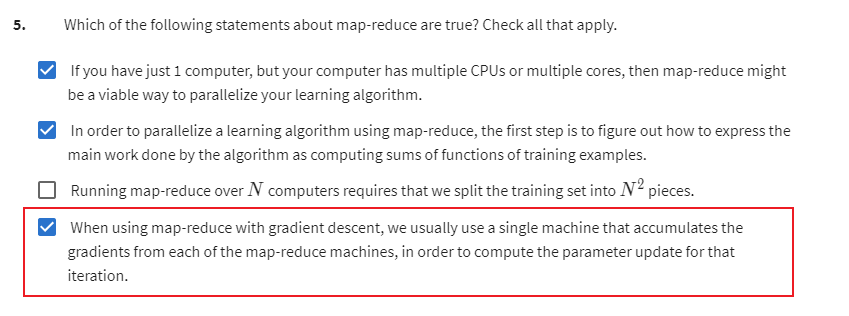 5. Which of the following statements about map-reduce are true? Check all that apply.
If you have just 1 computer, but your computer has multiple CPUs or multiple cores, then map-reduce might
be a viable way to parallelize your learning algorithm.
In order to parallelize a learning algorithm using map-reduce, the first step is to figure out how to express the
main work done by the algorithm as computing sums of functions of training examples.
Running map-reduce over N computers requires that we split the training set into N² pieces.
When using map-reduce with gradient descent, we usually use a single machine that accumulates the
gradients from each of the map-reduce machines, in order to compute the parameter update for that
iteration.